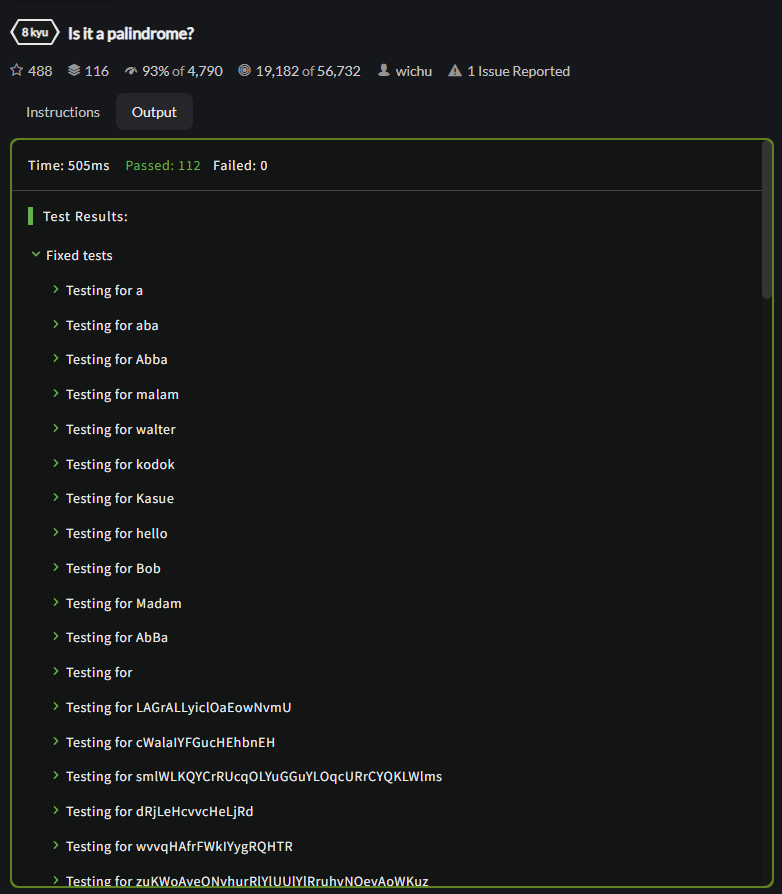 8 kyu Is it a palindrome?
488 116 93% of 4,790 19,182 of 56,732 wichu 1 Issue Reported
Instructions Output
Time: 505ms Passed: 112 Failed: 0
Test Results:
Fixed tests
Testing for a
Testing for aba
Testing for Abba
Testing for malam
Testing for walter
Testing for kodok
Testing for Kasue
Testing for hello
Testing for Bob
Testing for Madam
Testing for AbBa
Testing for
Testing for LAGrALLyiclOaEowNvmU
Testing for cWalaIYFGucHEhbnEH
Testing for smlWLKQYCrRUcqOLYuGGuYLOqcURrCYQKLWlms
Testing for dRjLeHcvvcHeLjRd
Testing for wvvqHAfrFWkIYygRQHTR
Testing for